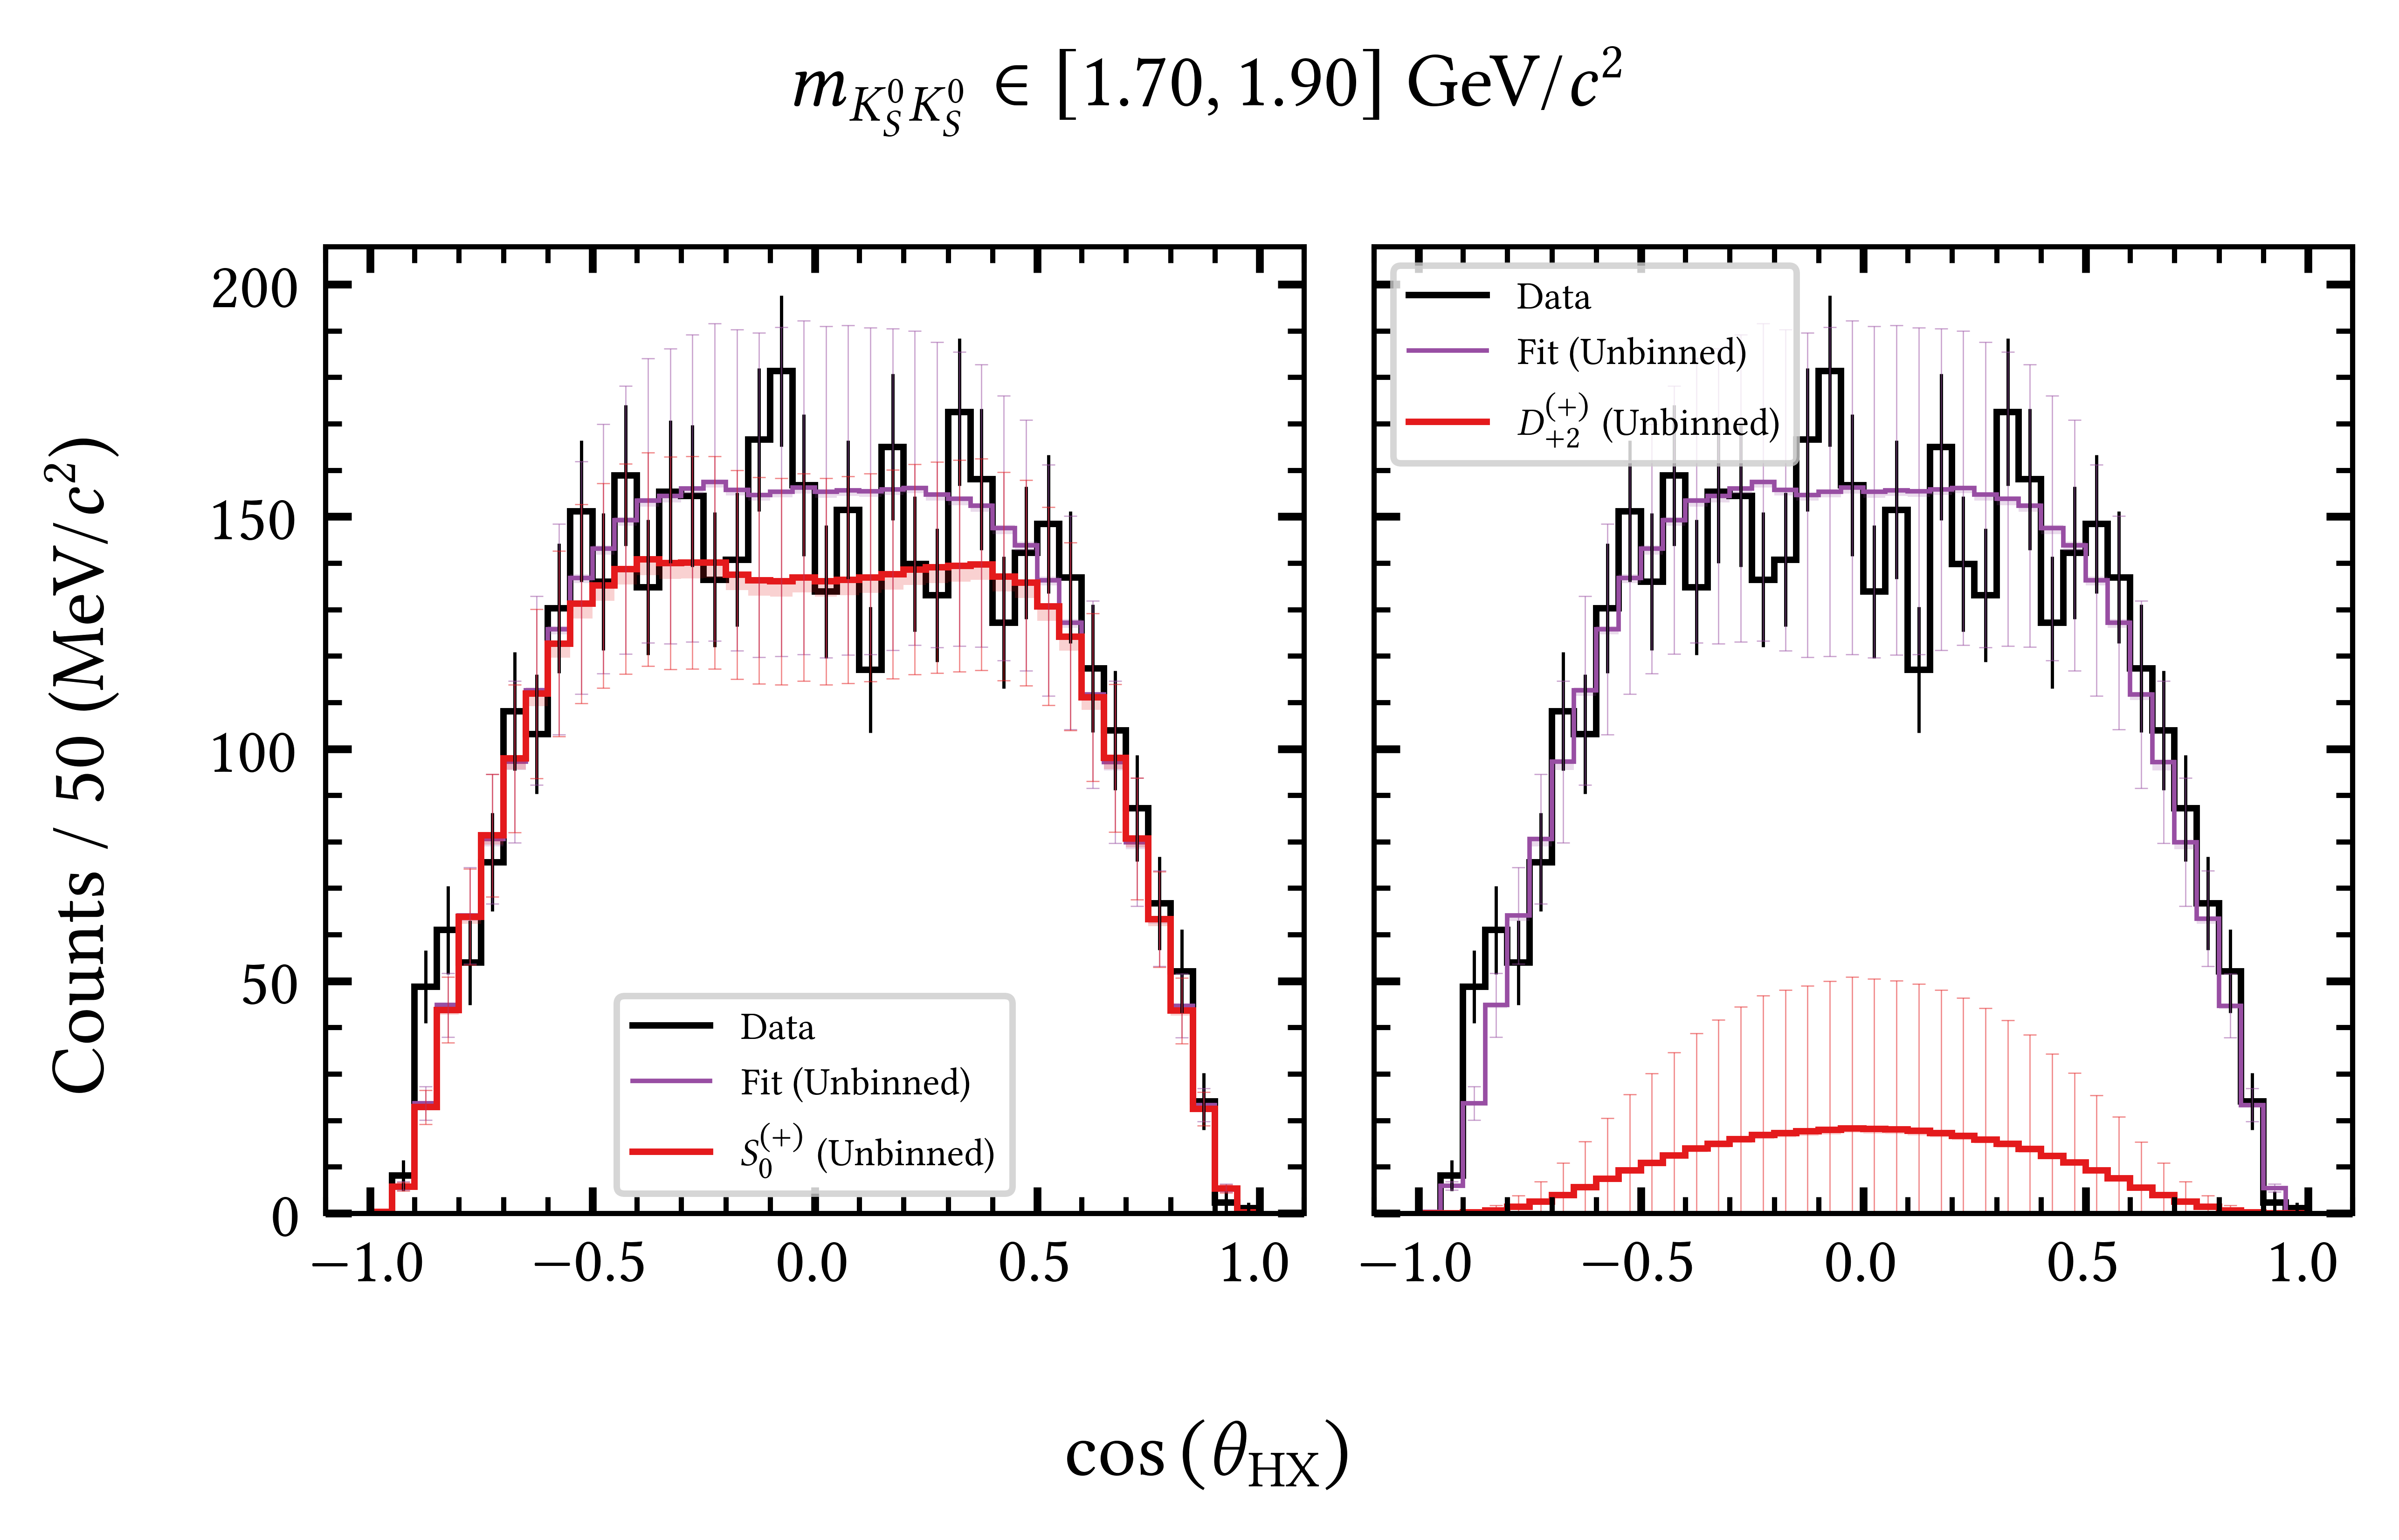 m_{K_S^0 K_S^0} ∈ [1.70, 1.90] GeV/c²
Counts / 50 (MeV/c²)
200
150
100
50
0
Data
Fit (Unbinned)
S_0^{(+)} (Unbinned)
−1.0 −0.5 0.0 0.5 1.0
Data
Fit (Unbinned)
D_{+2}^{(+)} (Unbinned)
−1.0 −0.5 0.0 0.5 1.0
cos (θ_{HX})